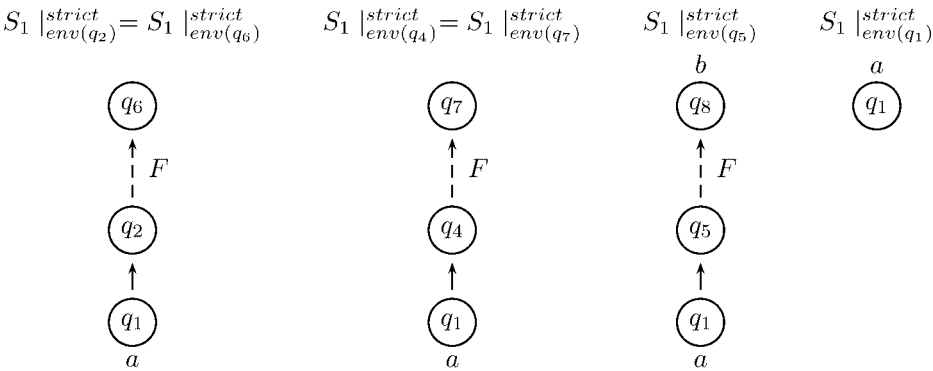 S₁ |^{strict}_{env(q₂)} = S₁ |^{strict}_{env(q₆)} S₁ |^{strict}_{env(q₄)} = S₁ |^{strict}_{env(q₇)} S₁ |^{strict}_{env(q₅)} S₁ |^{strict}_{env(q₁)}
b a
q₆ q₇ q₈ q₁
F F F
q₂ q₄ q₅
q₁ q₁ q₁
a a a